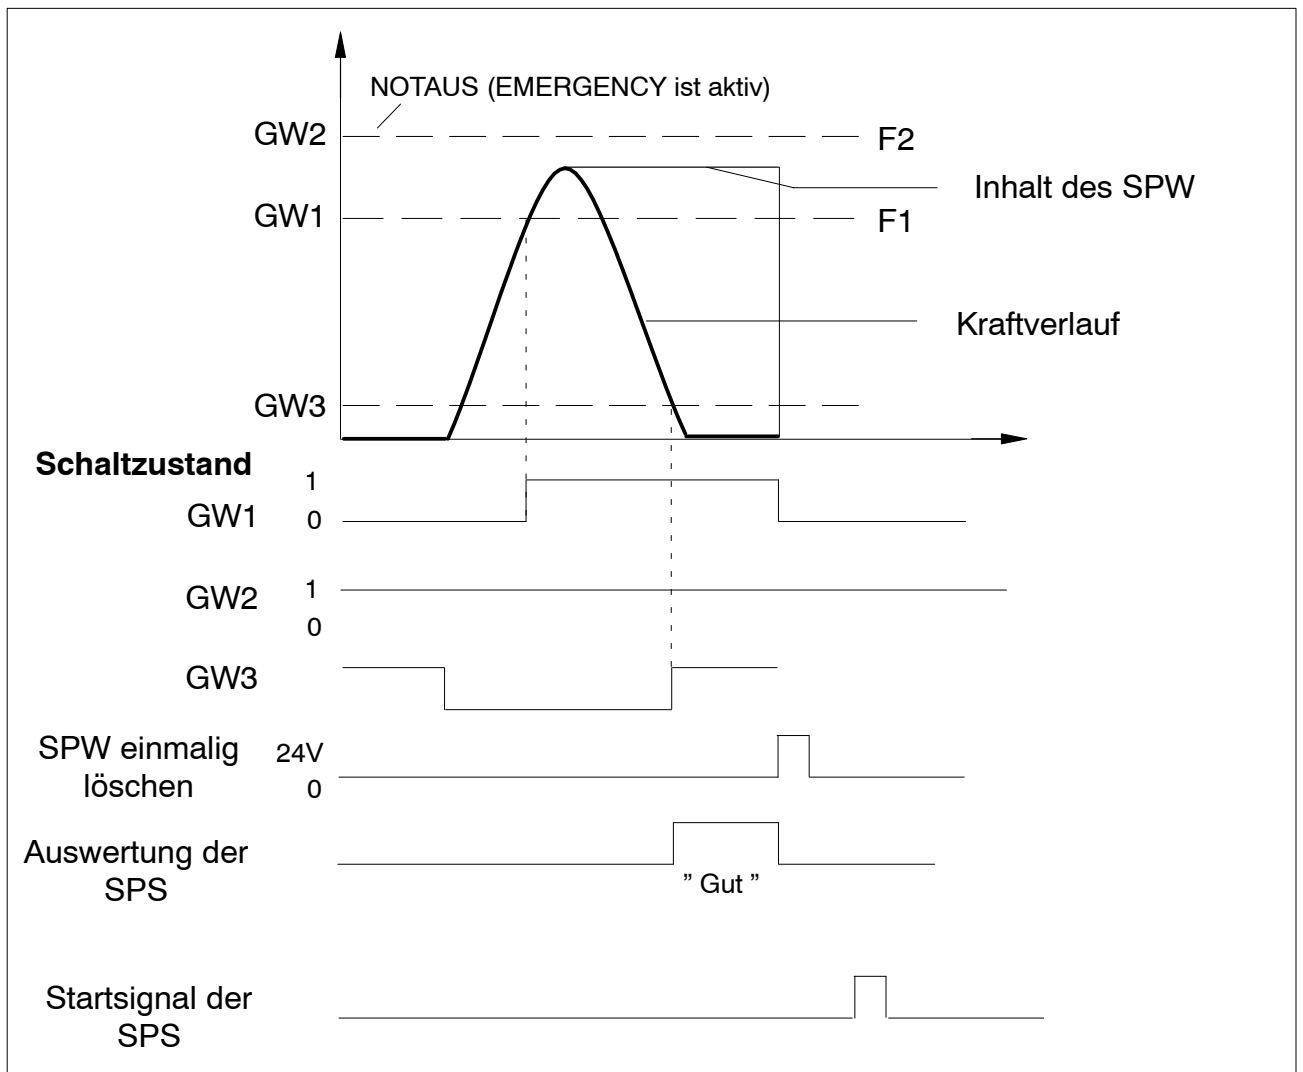 NOTAUS (EMERGENCY ist aktiv)
GW2
F2
Inhalt des SPW
GW1
F1
Kraftverlauf
GW3
Schaltzustand
1
GW1
0
1
GW2
0
GW3
SPW einmalig
löschen
24V
0
Auswertung der
SPS
” Gut ”
Startsignal der
SPS